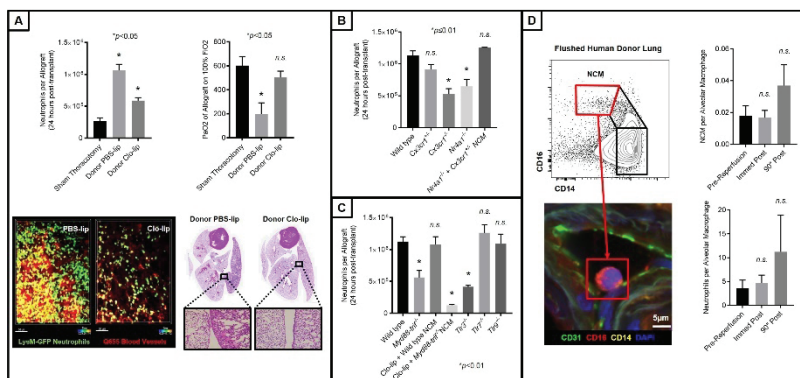 A
*p<0.05
Neutrophils per Allograft
(24 hours post-transplant)
Sham Thoracotomy
Donor PBS-lip
Donor Clo-lip
*p<0.05
n.s
PaO2 of Allograft on 100% FiO2
Sham Thoracotomy
Donor PBS-lip
Donor Clo-lip
PBS-lip
Clo-lip
LysM-GFP Neutrophils
Q655 Blood Vessels
Donor PBS-lip
Donor Clo-lip
B
*p≤0.01
n.s.
n.s.
Neutrophils per Allograft
(24 hours post-transplant)
Wild type
C
n.s.
n.s.
n.s.
Neutrophils per Allograft
(24 hours post-transplant)
Wild type
Clo-lip + Wild type NCM
*p<0.01
D
Flushed Human Donor Lung
NCM
CD16
CD14
5μm
CD31 CD16 CD14 DAPI
NCM per Alveolar Macrophage
n.s.
n.s.
Pre-Reperfusion
Immed Post
90" Post
Neutrophils per Alveolar Macrophage
n.s.
n.s.
Pre-Reperfusion
Immed Post
90" Post